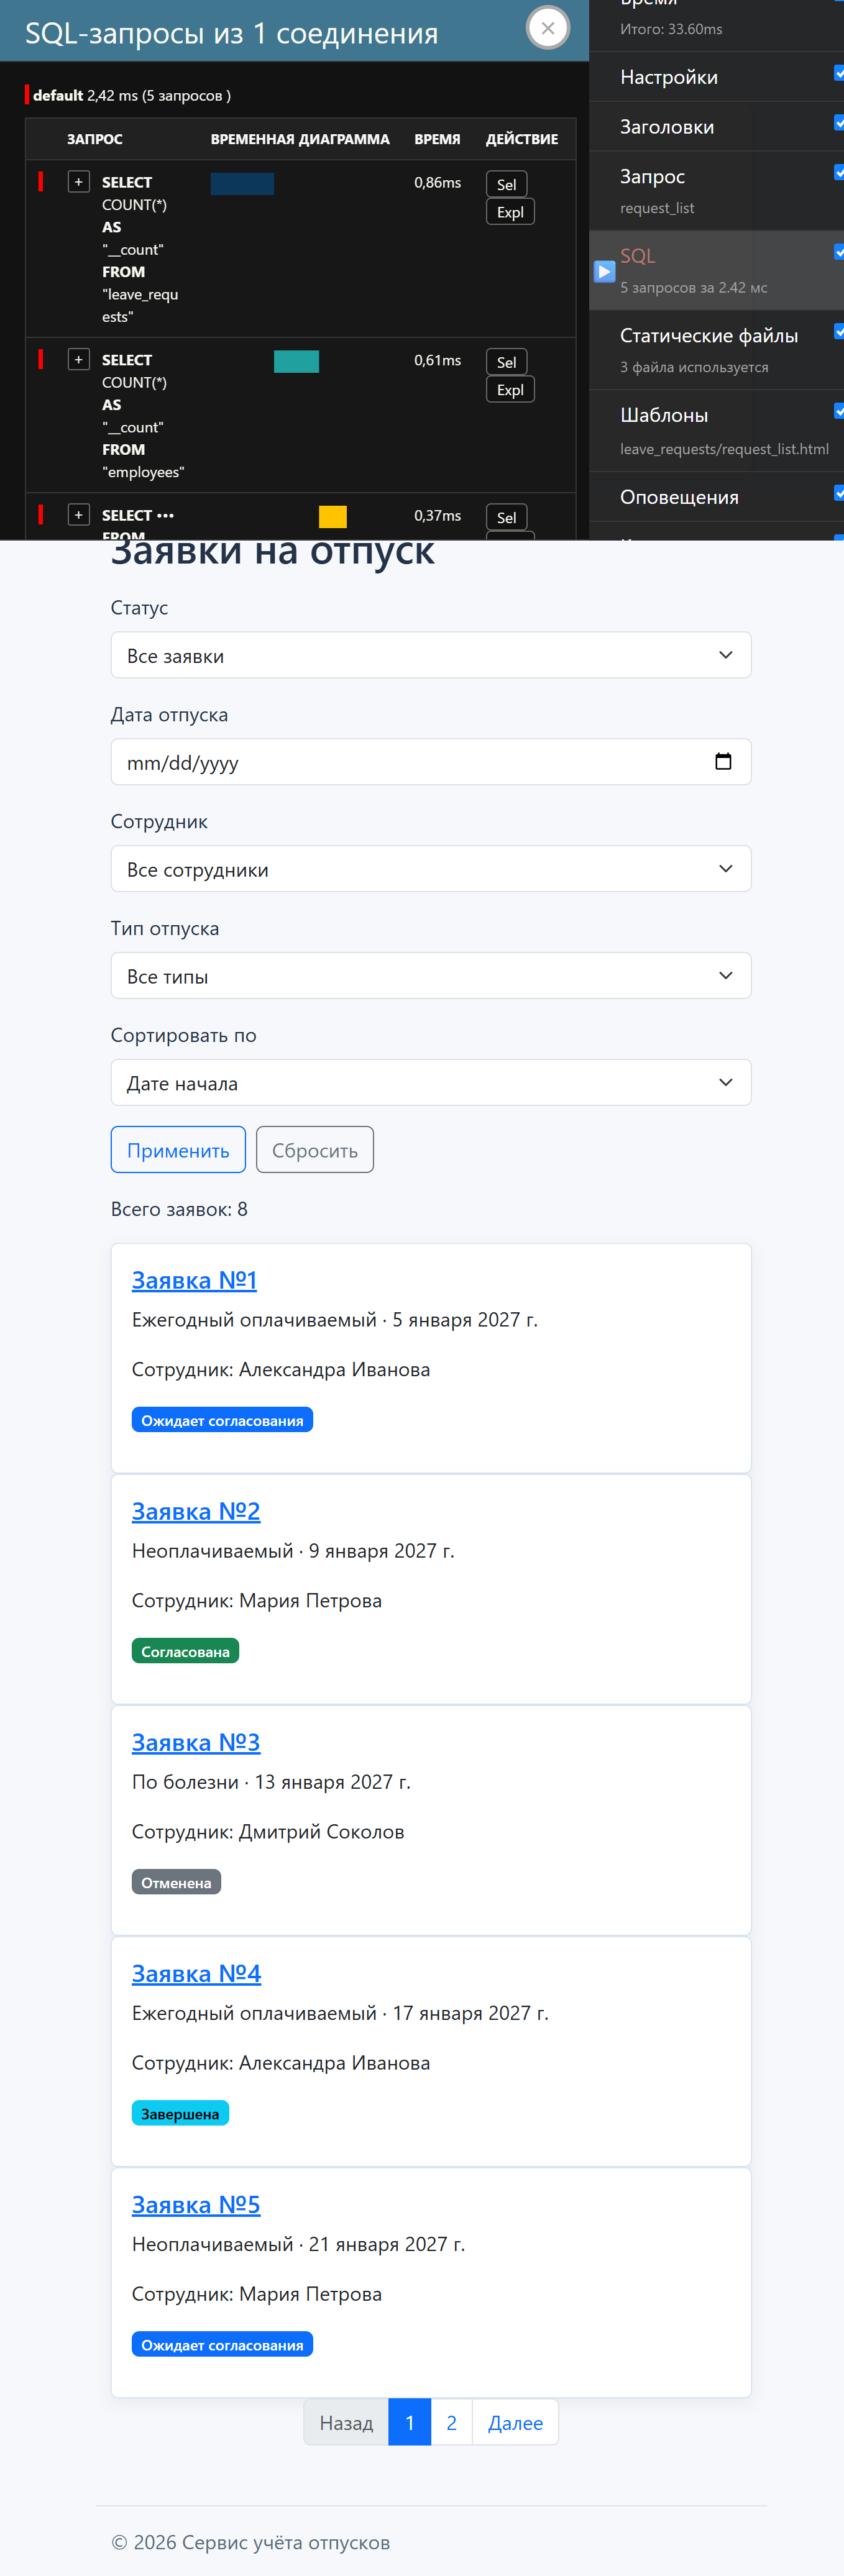 SQL-запросы из 1 соединения
×
default 2,42 ms (5 запросов )
ЗАПРОС ВРЕМЕННАЯ ДИАГРАММА ВРЕМЯ ДЕЙСТВИЕ
+ SELECT 0,86ms Sel
COUNT(*) Expl
AS
"__count"
FROM
"leave_requ
ests"
+ SELECT 0,61ms Sel
COUNT(*) Expl
AS
"__count"
FROM
"employees"
+ SELECT ••• 0,37ms Sel
FROM
Время
Итого: 33.60ms
Настройки
Заголовки
Запрос
request_list
SQL
5 запросов за 2.42 мс
Статические файлы
3 файла используется
Шаблоны
leave_requests/request_list.html
Оповещения
Заявки на отпуск
Статус
Все заявки
Дата отпуска
mm/dd/yyyy
Сотрудник
Все сотрудники
Тип отпуска
Все типы
Сортировать по
Дате начала
Применить Сбросить
Всего заявок: 8
Заявка №1
Ежегодный оплачиваемый · 5 января 2027 г.
Сотрудник: Александра Иванова
Ожидает согласования
Заявка №2
Неоплачиваемый · 9 января 2027 г.
Сотрудник: Мария Петрова
Согласована
Заявка №3
По болезни · 13 января 2027 г.
Сотрудник: Дмитрий Соколов
Отменена
Заявка №4
Ежегодный оплачиваемый · 17 января 2027 г.
Сотрудник: Александра Иванова
Завершена
Заявка №5
Неоплачиваемый · 21 января 2027 г.
Сотрудник: Мария Петрова
Ожидает согласования
Назад 1 2 Далее
© 2026 Сервис учёта отпусков